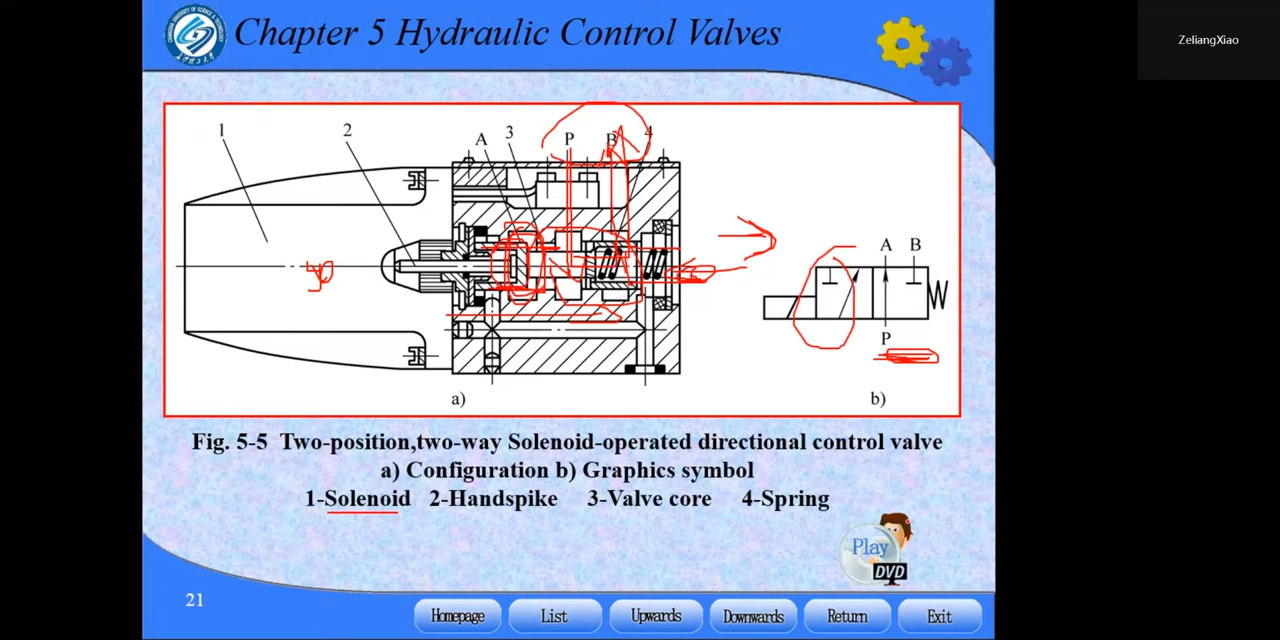 Chapter 5 Hydraulic Control Valves
ZeliangXiao
1
2
A
3
P
B
4
A B
P
a)
b)
Fig. 5-5 Two-position,two-way Solenoid-operated directional control valve
a) Configuration b) Graphics symbol
1-Solenoid 2-Handspike 3-Valve core 4-Spring
Play
DVD
21
Homepage
List
Upwards
Downwards
Return
Exit